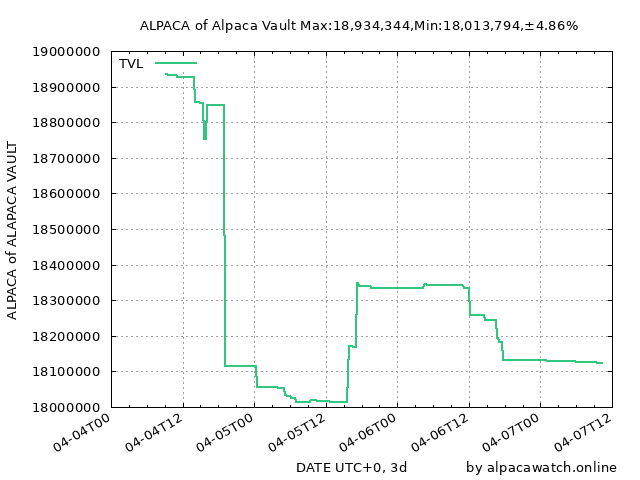 ALPACA of Alpaca Vault Max:18,934,344,Min:18,013,794,±4.86%
TVL
ALPACA of ALAPACA VAULT
19000000
18900000
18800000
18700000
18600000
18500000
18400000
18300000
18200000
18100000
18000000
04-04T00
04-04T12
04-05T00
04-05T12
04-06T00
04-06T12
04-07T00
04-07T12
DATE UTC+0, 3d
by alpacawatch.online